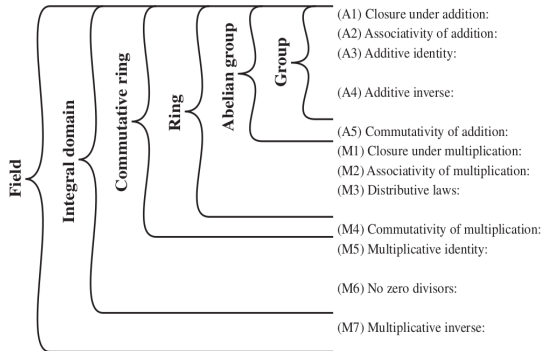 (A1) Closure under addition:
(A2) Associativity of addition:
(A3) Additive identity:
(A4) Additive inverse:
(A5) Commutativity of addition:
(M1) Closure under multiplication:
(M2) Associativity of multiplication:
(M3) Distributive laws:
(M4) Commutativity of multiplication:
(M5) Multiplicative identity:
(M6) No zero divisors:
(M7) Multiplicative inverse:
Field
Integral domain
Commutative ring
Ring
Abelian group
Group